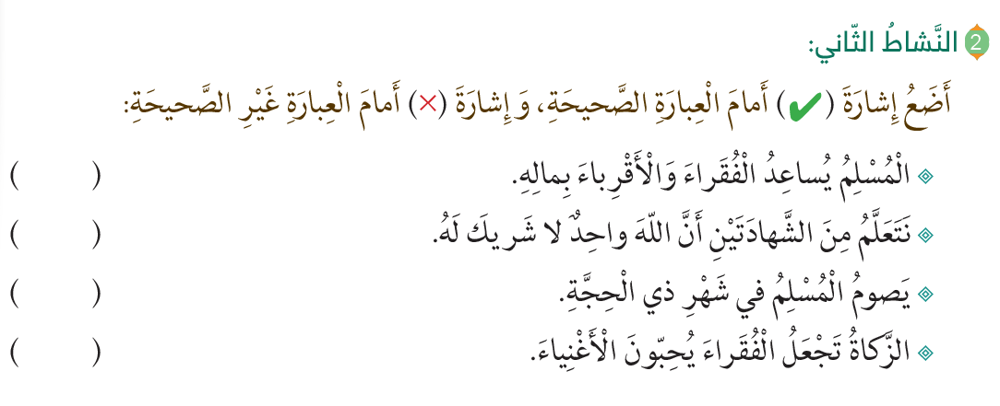 2 النَّشاطُ الثّاني:
أَضَعُ إِشارَةَ (✔) أَمامَ الْعِبارَةِ الصَّحيحَةِ، وَ إِشارَةَ (×) أَمامَ الْعِبارَةِ غَيْرِ الصَّحيحَةِ:
الْمُسْلِمُ يُساعِدُ الْفُقَراءَ وَالْأَقْرِباءَ بِمالِهِ. ( )
نَتَعَلَّمُ مِنَ الشَّهادَتَيْنِ أَنَّ اللّهَ واحِدٌ لا شَريكَ لَهُ. ( )
يَصومُ الْمُسْلِمُ في شَهْرِ ذي الْحِجَّةِ. ( )
الزَّكاةُ تَجْعَلُ الْفُقَراءَ يُحِبّونَ الْأَغْنِياءَ. ( )